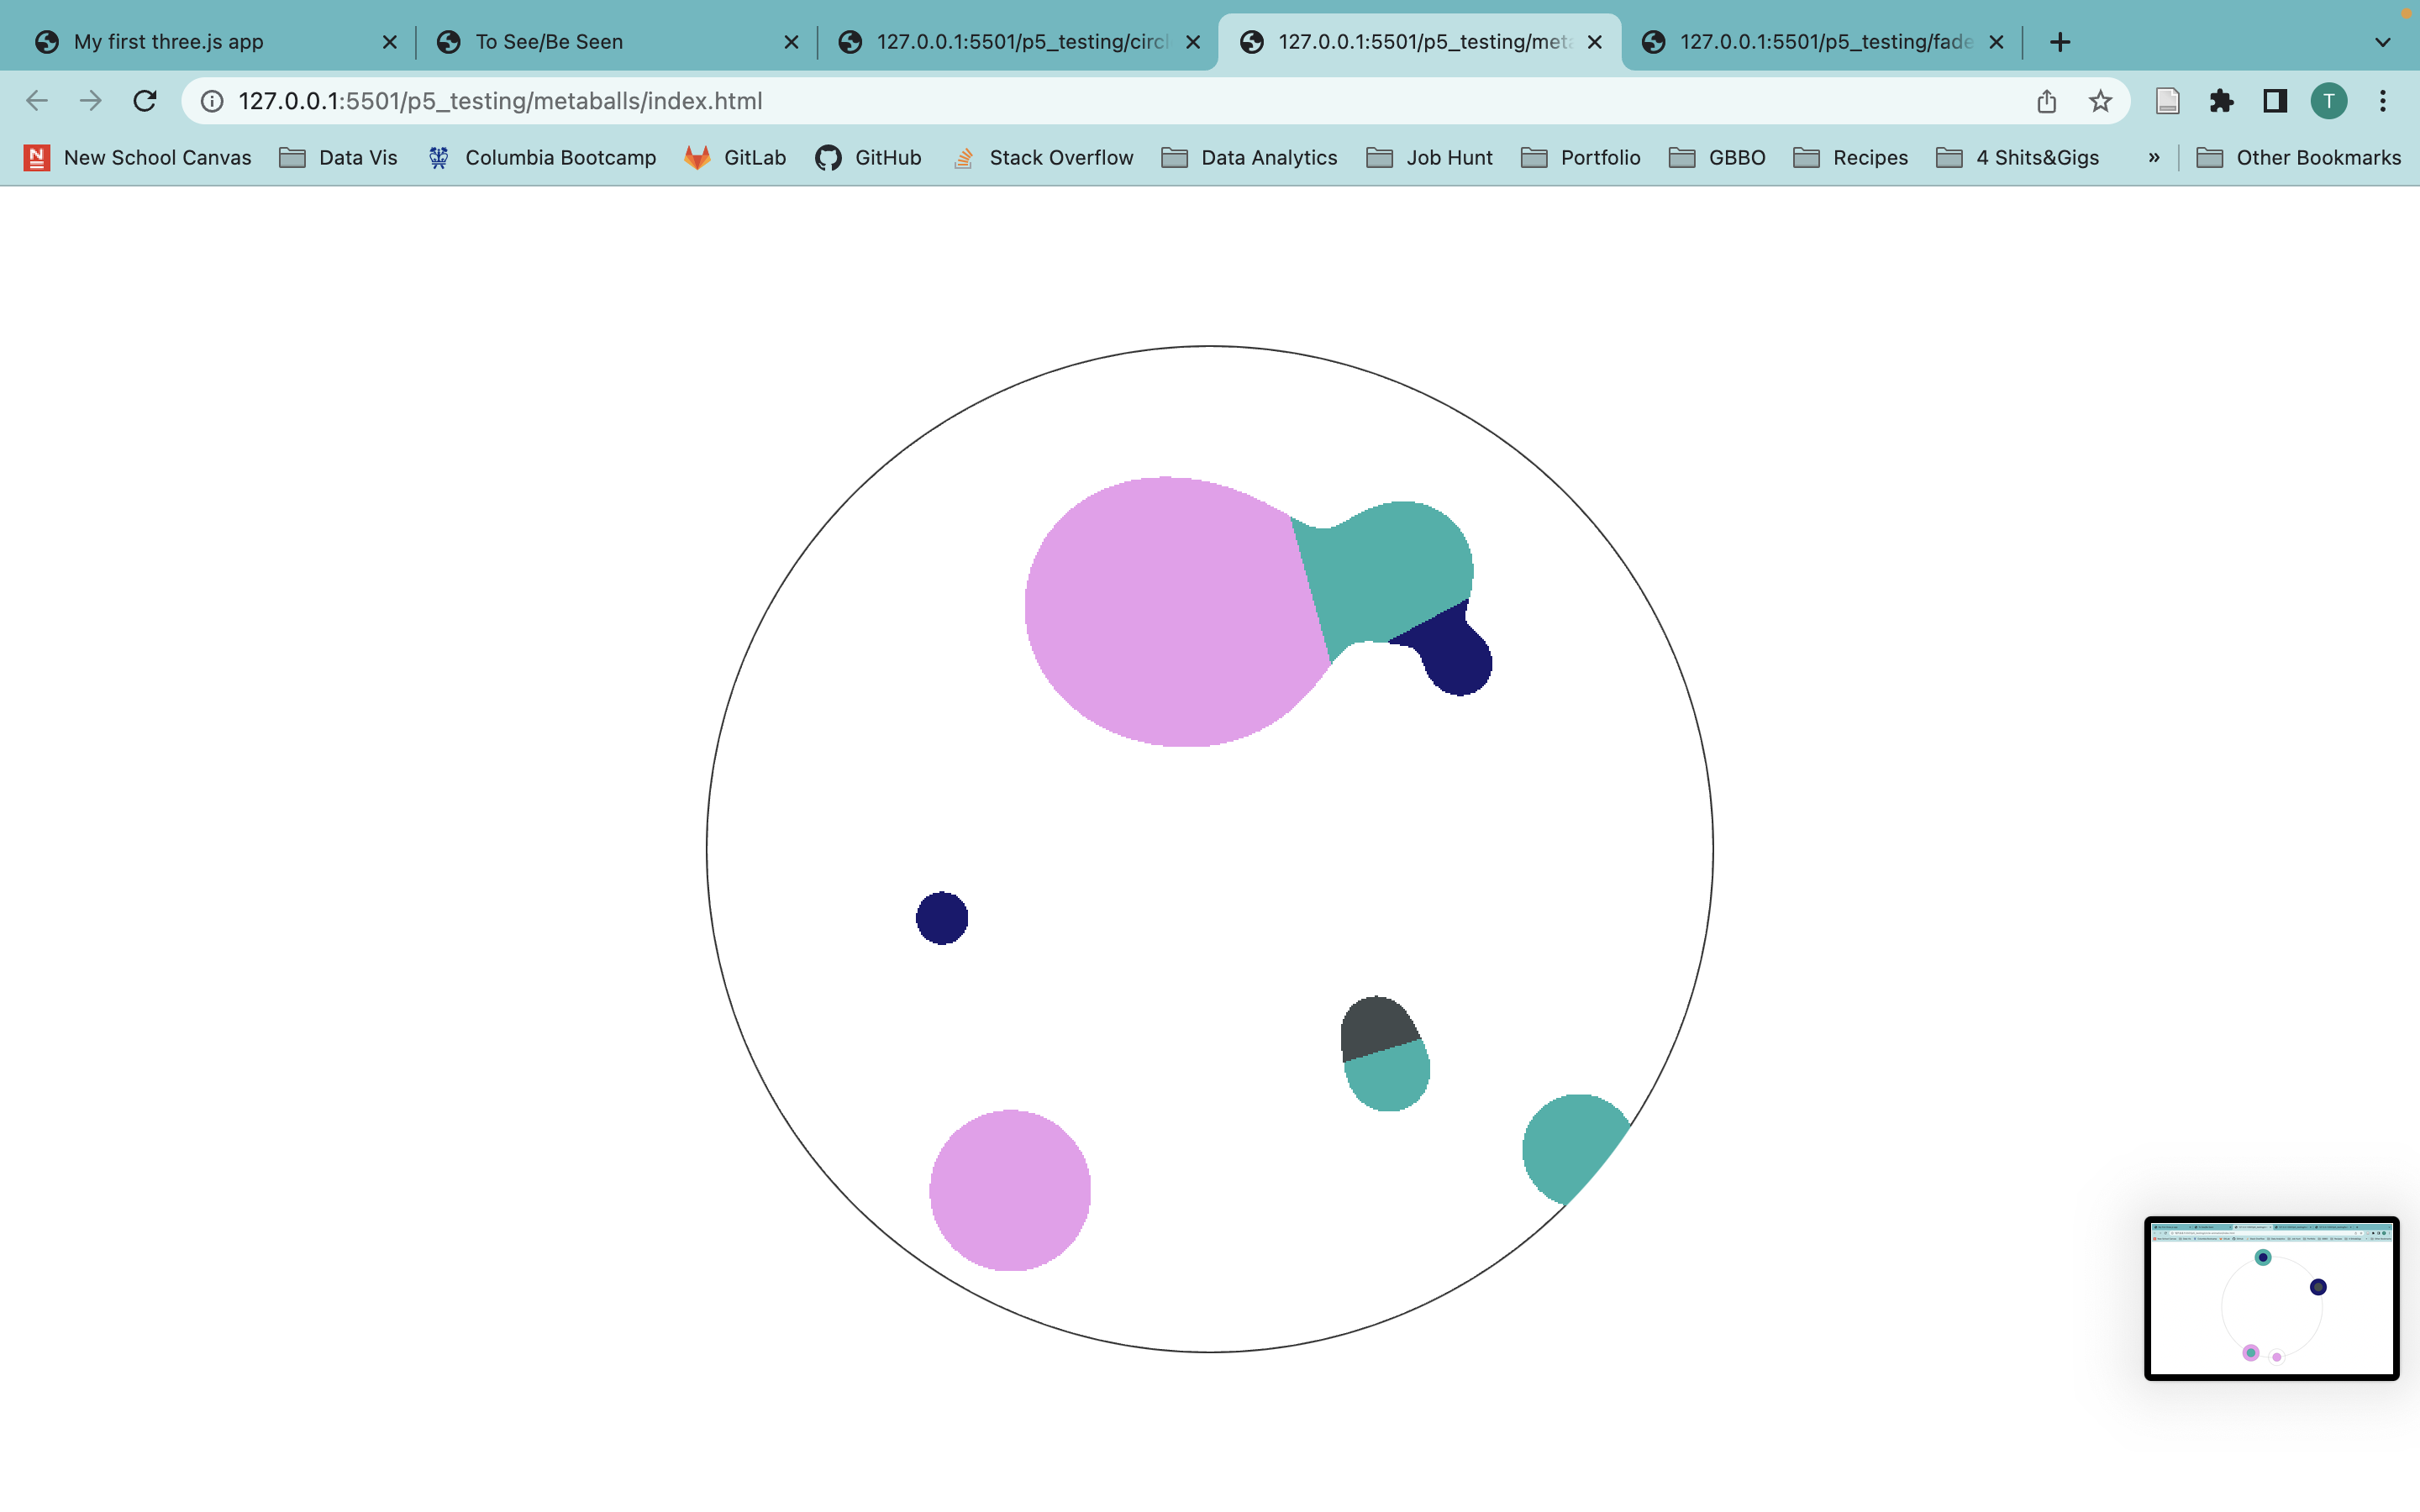 My first three.js app To See/Be Seen 127.0.0.1:5501/p5_testing/circ 127.0.0.1:5501/p5_testing/meta 127.0.0.1:5501/p5_testing/fade
127.0.0.1:5501/p5_testing/metaballs/index.html T
N New School Canvas Data Vis Columbia Bootcamp GitLab GitHub Stack Overflow Data Analytics Job Hunt Portfolio GBBO Recipes 4 Shits&Gigs » Other Bookmarks